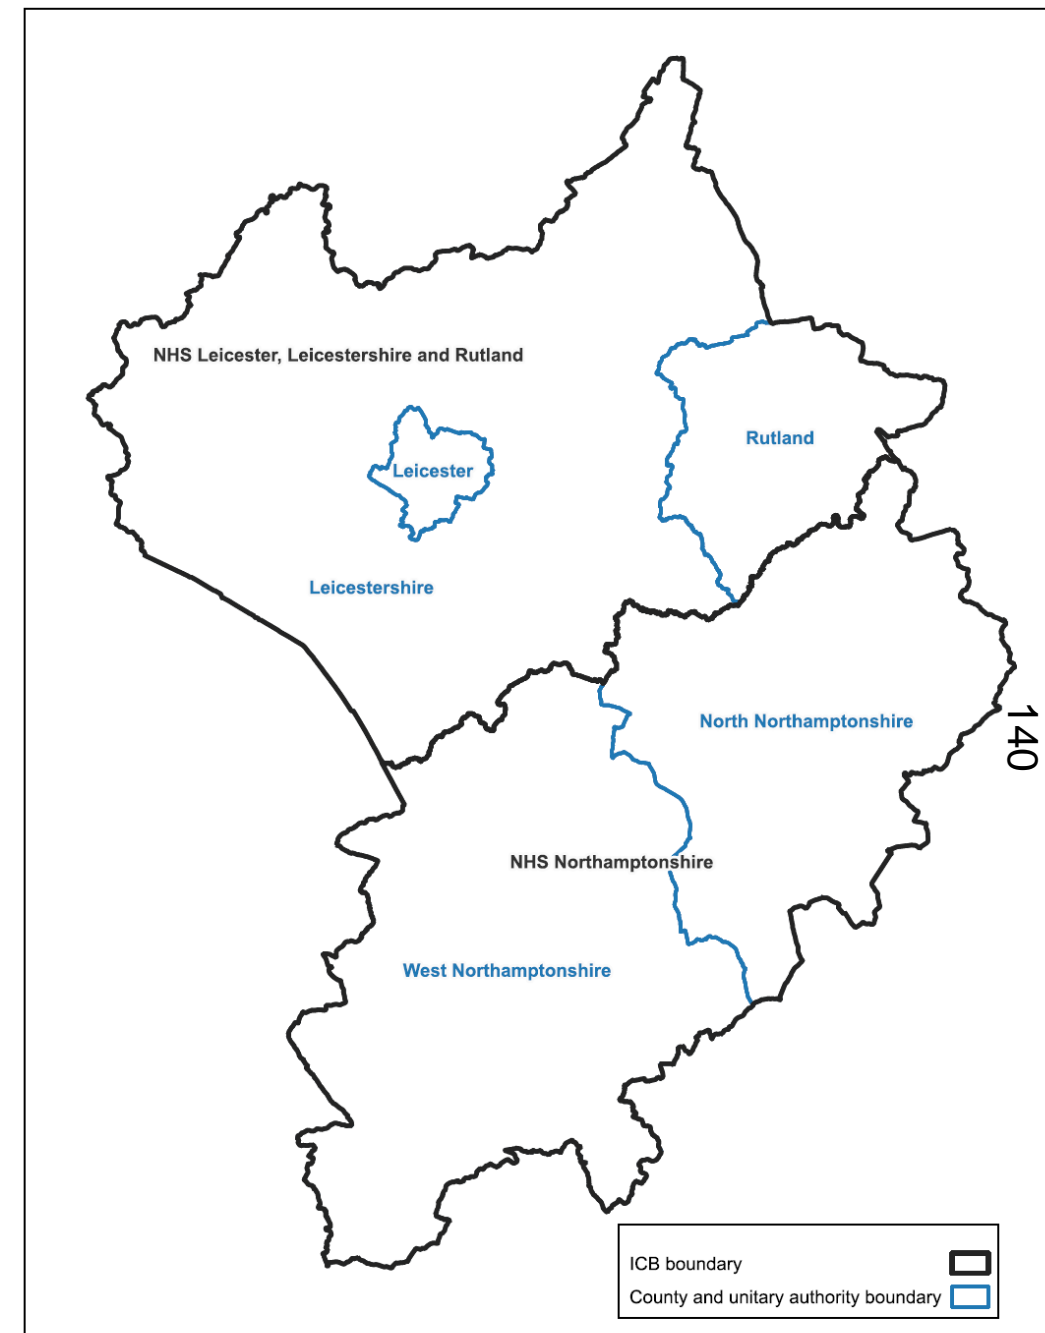 NHS Leicester, Leicestershire and Rutland
Rutland
Leicester
Leicestershire
North Northamptonshire
140
NHS Northamptonshire
West Northamptonshire
ICB boundary
County and unitary authority boundary